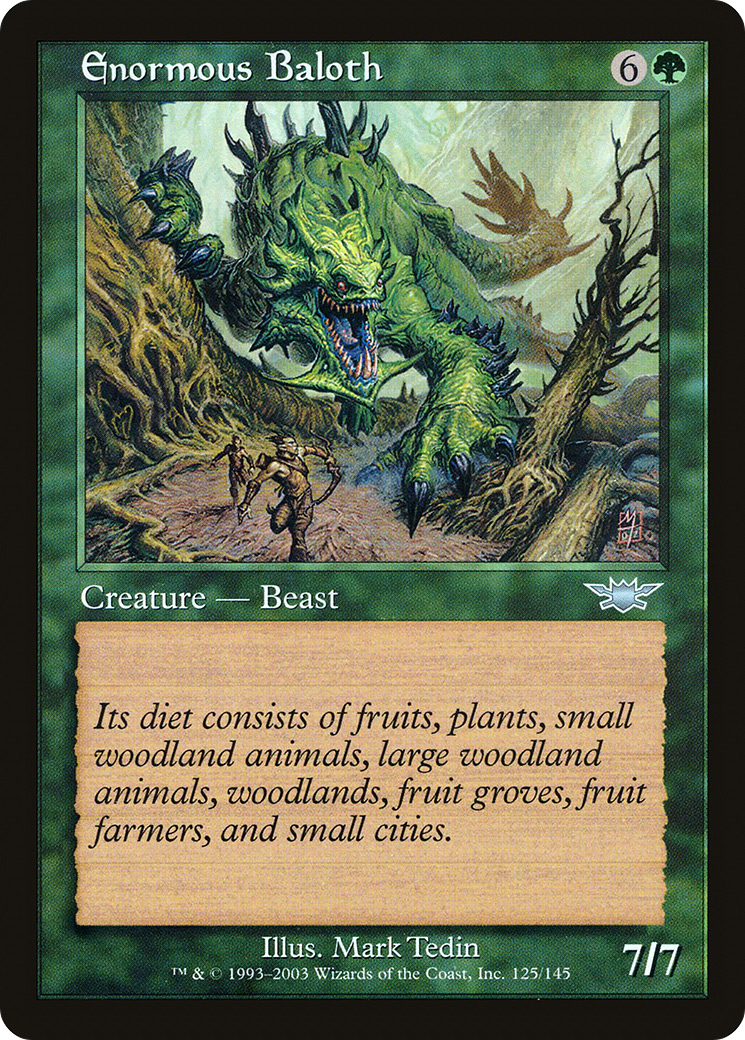 Enormous Baloth
6
Creature — Beast
Its diet consists of fruits, plants, small
woodland animals, large woodland
animals, woodlands, fruit groves, fruit
farmers, and small cities.
Illus. Mark Tedin
™ & © 1993–2003 Wizards of the Coast, Inc. 125/145
7/7